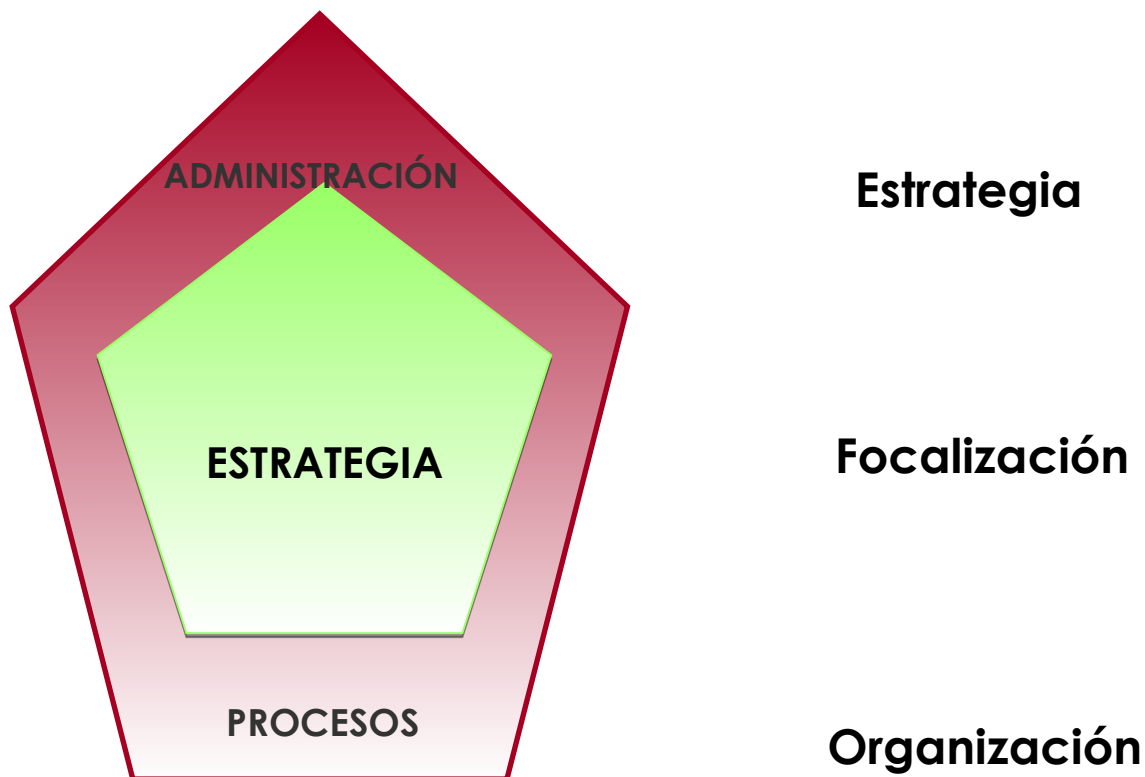 ADMINISTRACIÓN
Estrategia
ESTRATEGIA
Focalización
PROCESOS
Organización